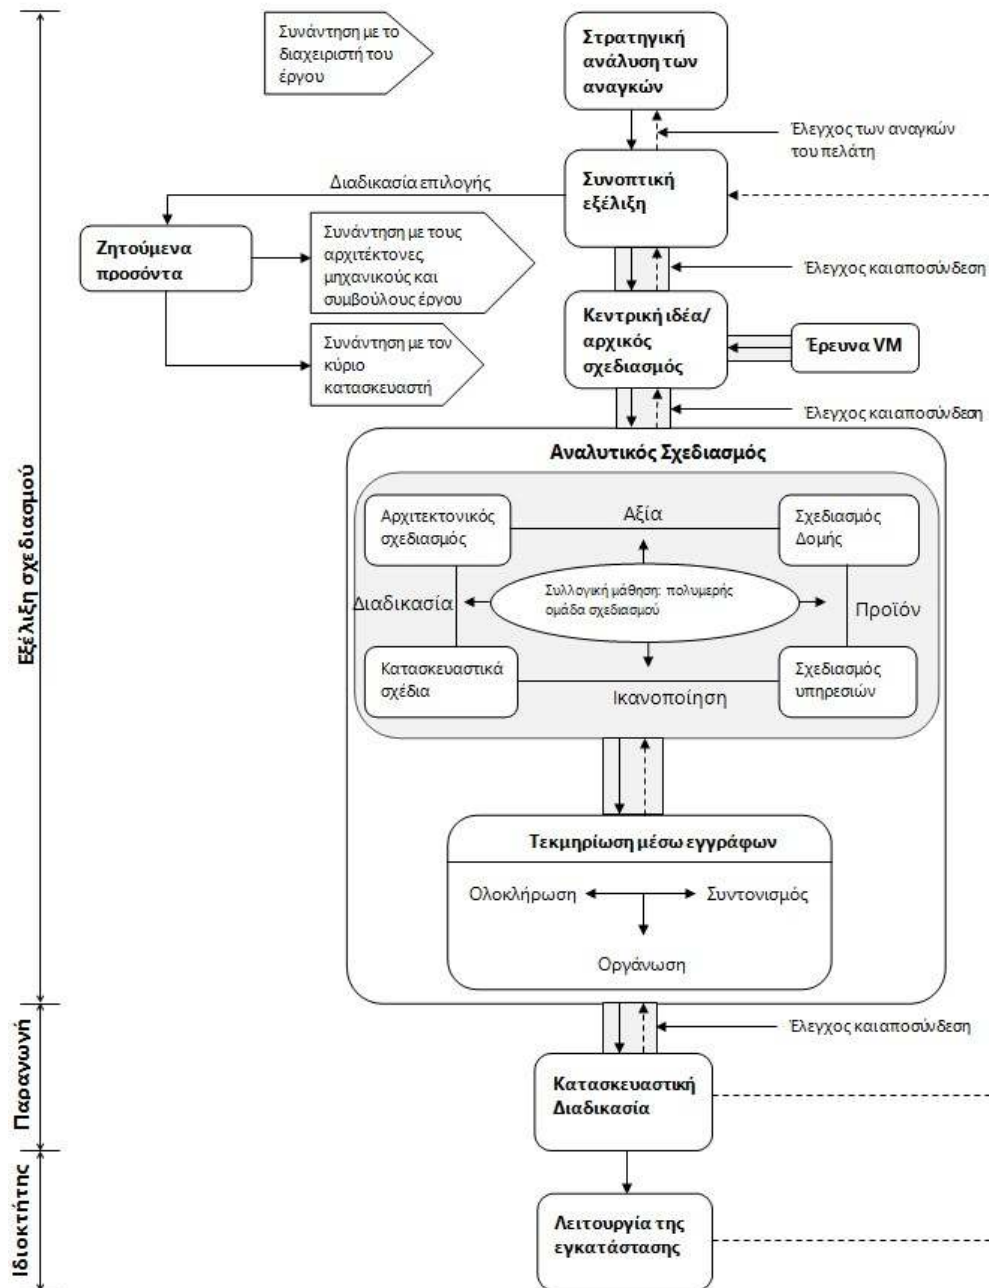 Συνάντηση με το
διαχειριστή του
έργου
Στρατηγική
ανάλυση των
αναγκών
Έλεγχος των αναγκών
του πελάτη
Διαδικασία επιλογής
Συνοπτική
εξέλιξη
Ζητούμενα
προσόντα
Συνάντηση με τους
αρχιτέκτονες,
μηχανικούς και
συμβούλους έργου
Έλεγχος και αποσύνδεση
Συνάντηση με τον
κύριο
κατασκευαστή
Κεντρική ιδέα/
αρχικός
σχεδιασμός
Έρευνα VM
Έλεγχος και αποσύνδεση
Εξέλιξη σχεδιασμού
Αναλυτικός Σχεδιασμός
Αρχιτεκτονικός
σχεδιασμός
Αξία
Σχεδιασμός
Δομής
Διαδικασία
Συλλογική μάθηση: πολυμερής
ομάδα σχεδιασμού
Προϊόν
Κατασκευαστικά
σχέδια
Ικανοποίηση
Σχεδιασμός
υπηρεσιών
Τεκμηρίωση μέσω εγγράφων
Ολοκλήρωση
Συντονισμός
Οργάνωση
Έλεγχος και αποσύνδεση
Παρανωνή
Κατασκευαστική
Διαδικασία
Ιδιοκτήτης
Λειτουργία της
εγκατάστασης